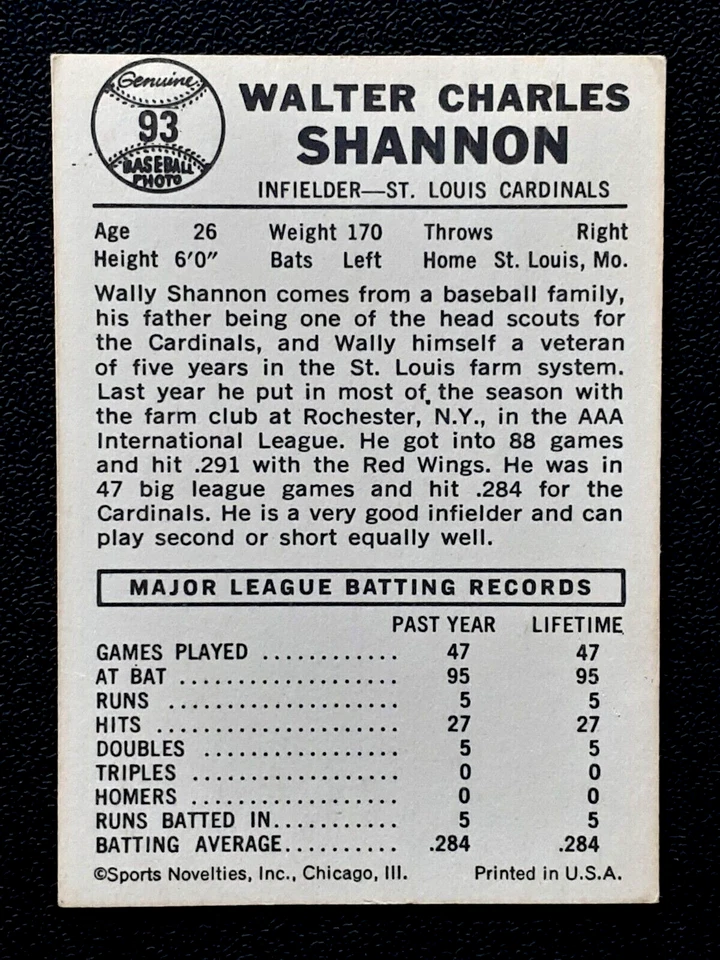 Genuine
93
BASEBALL
PHOTO
WALTER CHARLES
SHANNON
INFIELDER—ST. LOUIS CARDINALS
Age 26 Weight 170 Throws Right
Height 6'0" Bats Left Home St. Louis, Mo.
Wally Shannon comes from a baseball family,
his father being one of the head scouts for
the Cardinals, and Wally himself a veteran
of five years in the St. Louis farm system.
Last year he put in most of the season with
the farm club at Rochester, N.Y., in the AAA
International League. He got into 88 games
and hit .291 with the Red Wings. He was in
47 big league games and hit .284 for the
Cardinals. He is a very good infielder and can
play second or short equally well.
MAJOR LEAGUE BATTING RECORDS
PAST YEAR LIFETIME
GAMES PLAYED ............ 47 47
AT BAT .................... 95 95
RUNS ..................... 5 5
HITS ...................... 27 27
DOUBLES .................. 5 5
TRIPLES ................... 0 0
HOMERS ................... 0 0
RUNS BATTED IN........... 5 5
BATTING AVERAGE.......... .284 .284
©Sports Novelties, Inc., Chicago, Ill. Printed in U.S.A.